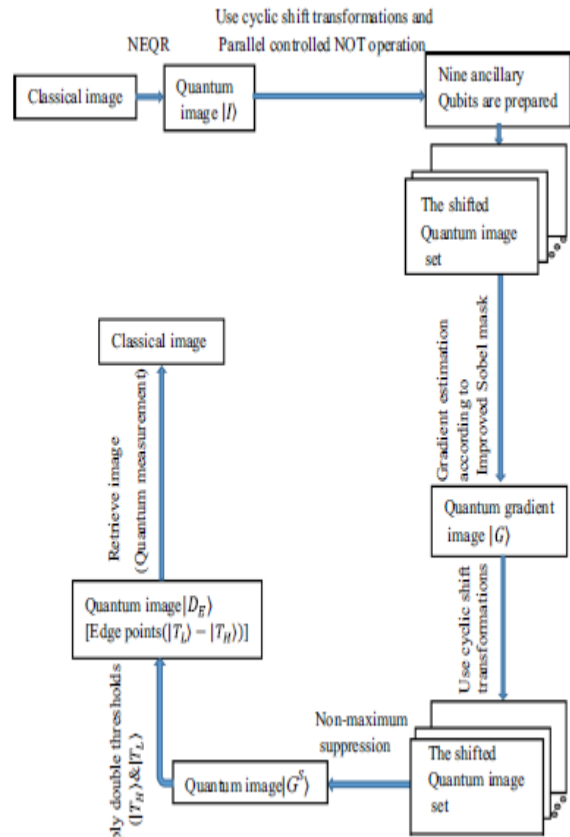 Use cyclic shift transformations and
NEQR
Parallel controlled NOT operation
Classical image
Quantum
image |I⟩
Nine ancillary
Qubits are prepared
The shifted
Quantum image
set
Gradient estimation
according to
Improved Sobel mask
Quantum gradient
image |G⟩
Use cyclic shift
transformations
The shifted
Quantum image
set
Non-maximum
suppression
Quantum image|G^S⟩
double thresholds
(|T_H⟩&|T_L⟩
Quantum image|D_E⟩
[Edge points(|T_L⟩ − |T_H⟩)]
Retrieve image
(Quantum measurement)
Classical image